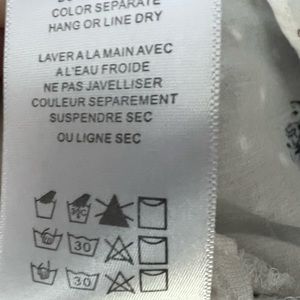 COLOR SEPARATE
HANG OR LINE DRY
LAVER A LA MAIN AVEC
A L'EAU FROIDE
NE PAS JAVELLISER
COULEUR SEPAREMENT
SUSPENDRE SEC
OU LIGNE SEC
30
30